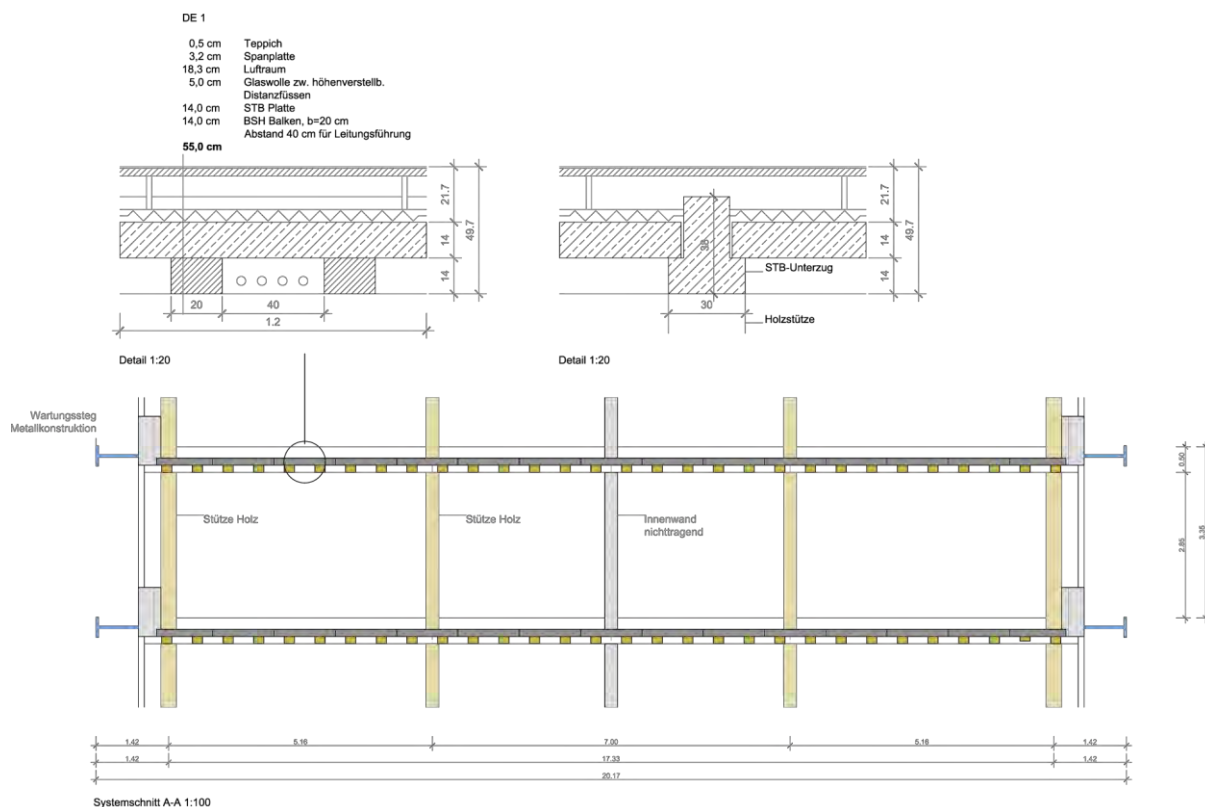 DE 1
0,5 cm Teppich
3,2 cm Spanplatte
18,3 cm Luftraum
5,0 cm Glaswolle zw. höhenverstellb.
Distanzfüssen
14,0 cm STB Platte
14,0 cm BSH Balken, b=20 cm
Abstand 40 cm für Leitungsführung
55,0 cm
21.7
14
14
49.7
20
40
1.2
Detail 1:20
38
21.7
14
14
49.7
STB-Unterzug
30
Holzstütze
Detail 1:20
Wartungssteg
Metallkonstruktion
Stütze Holz
Stütze Holz
Innenwand
nichttragend
0.50
2.85
3.35
1.42 5.16 7.00 5.16 1.42
1.42 17.33 1.42
20.17
Systemschnitt A-A 1:100